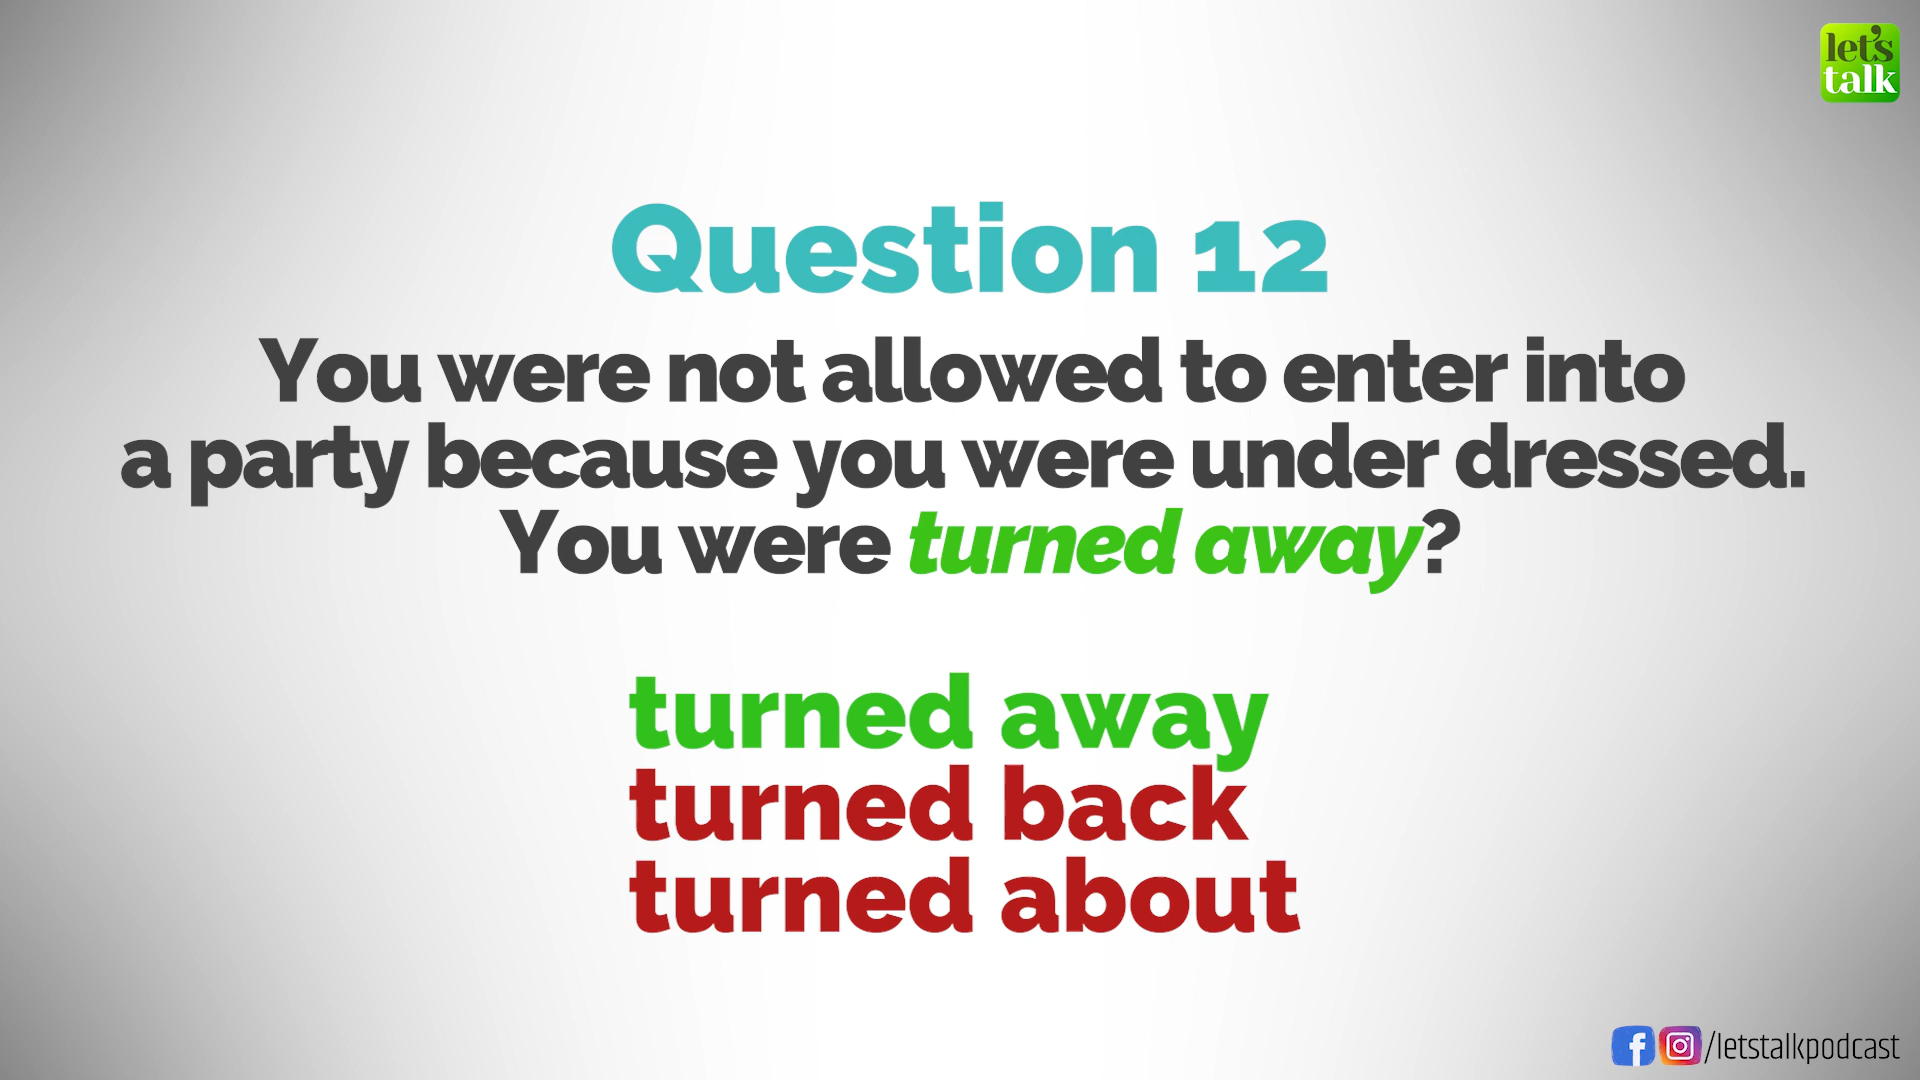 let's
talk
Question 12
You were not allowed to enter into
a party because you were under dressed.
You were turned away?
turned away
turned back
turned about
/letstalkpodcast